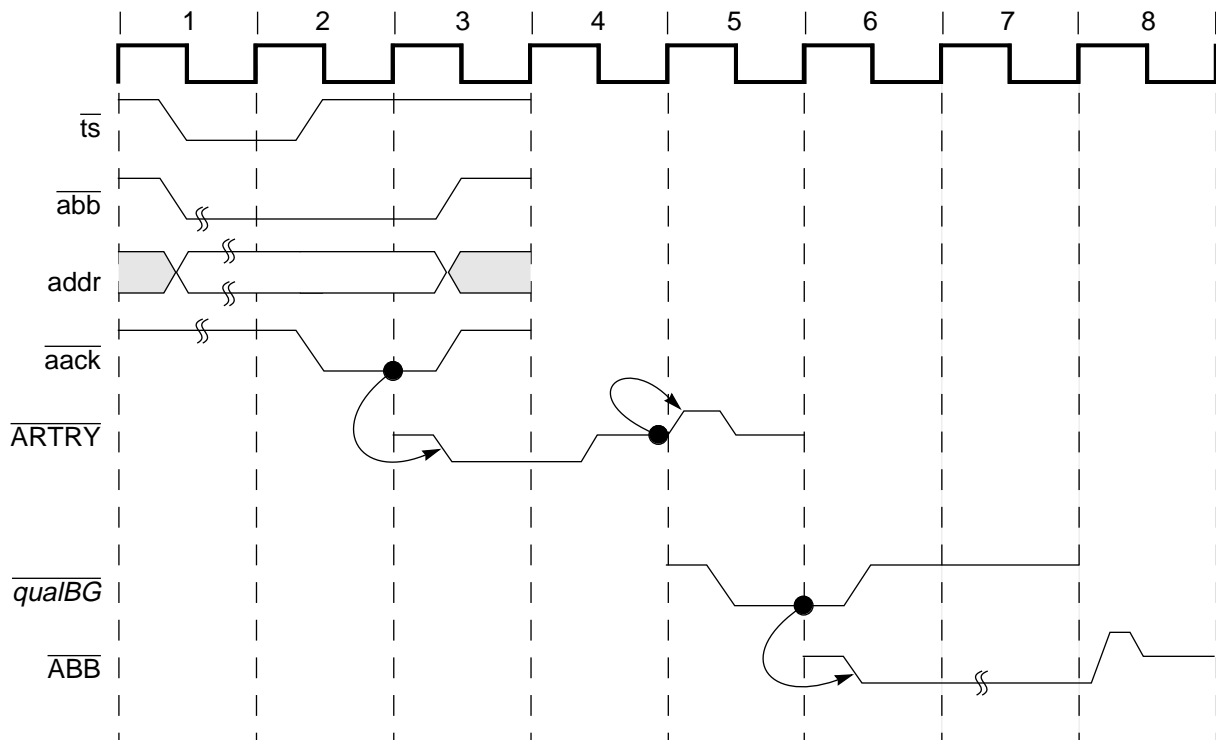 | 1 | 2 | 3 | 4 | 5 | 6 | 7 | 8 |
ts
abb
addr
aack
ARTRY
qualBG
ABB